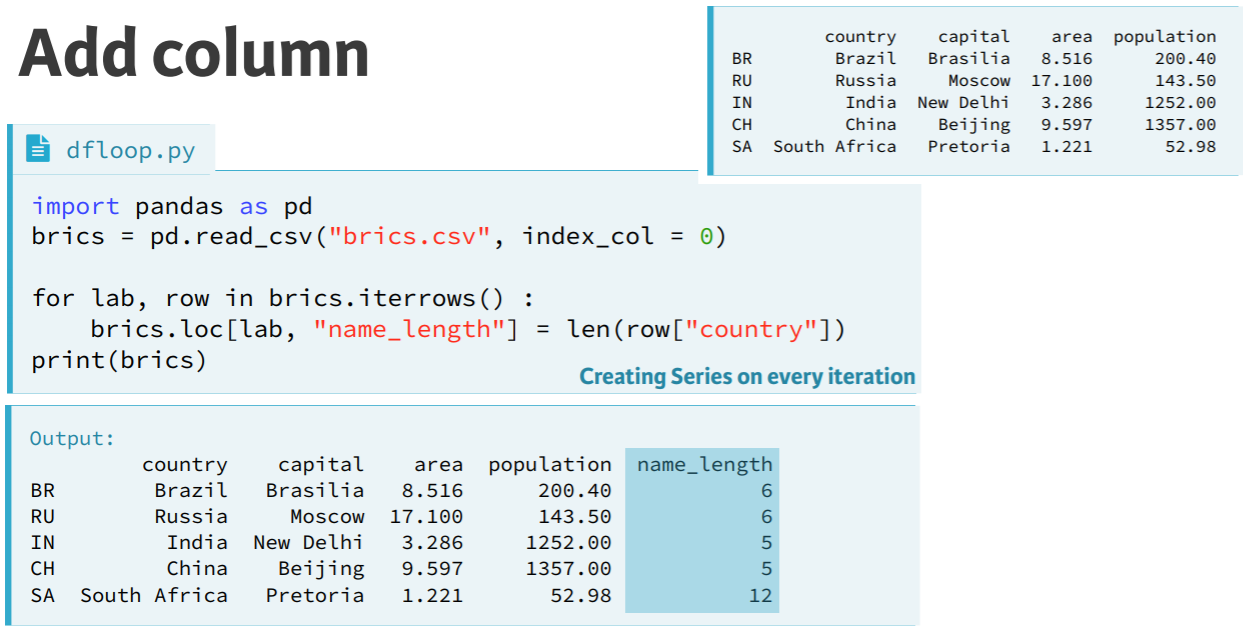 Add column
       country    capital    area  population
BR      Brazil   Brasilia   8.516      200.40
RU      Russia     Moscow  17.100      143.50
IN       India  New Delhi   3.286     1252.00
CH       China    Beijing   9.597     1357.00
SA  South Africa   Pretoria   1.221       52.98
dfloop.py
import pandas as pd
brics = pd.read_csv("brics.csv", index_col = 0)
for lab, row in brics.iterrows() :
    brics.loc[lab, "name_length"] = len(row["country"])
print(brics)
Creating Series on every iteration
Output:
         country    capital    area  population  name_length
BR        Brazil   Brasilia   8.516      200.40            6
RU        Russia     Moscow  17.100      143.50            6
IN         India  New Delhi   3.286     1252.00            5
CH         China    Beijing   9.597     1357.00            5
SA  South Africa   Pretoria   1.221       52.98           12